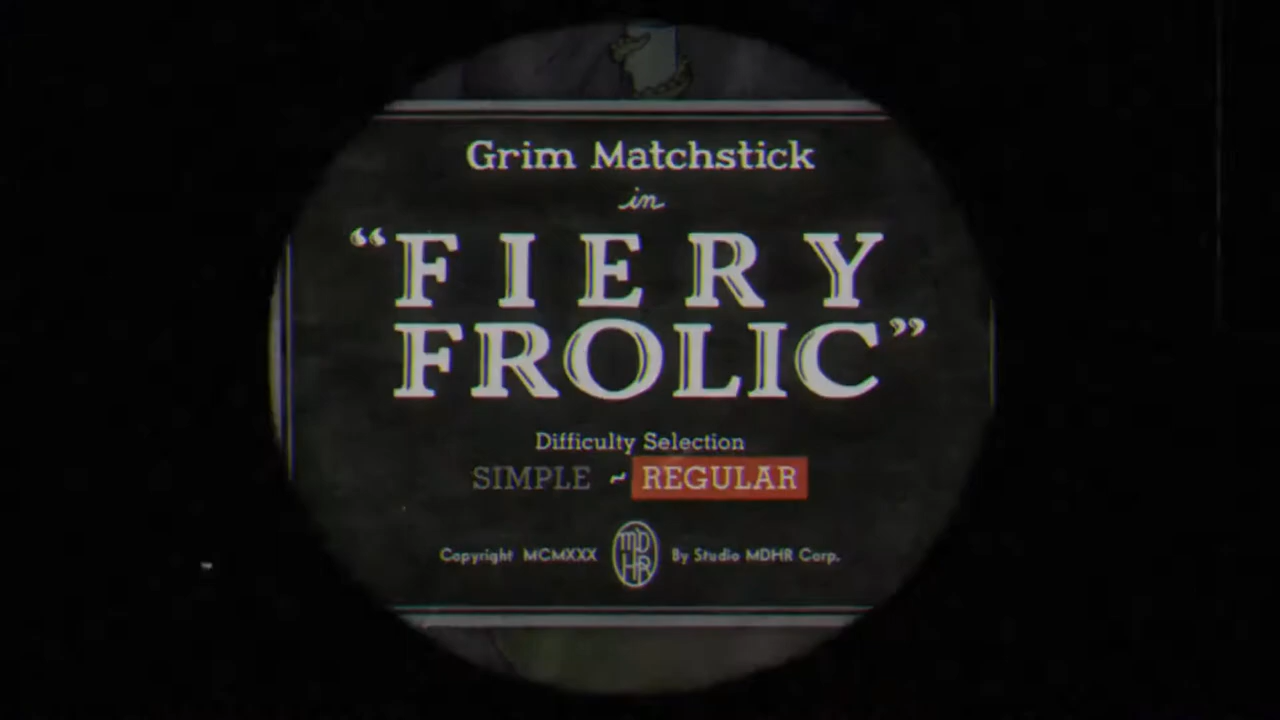 Grim Matchstick
in
“FIERY
FROLIC”
Difficulty Selection
SIMPLE ~ REGULAR
Copyright MCMXXX MDHR By Studio MDHR Corp.